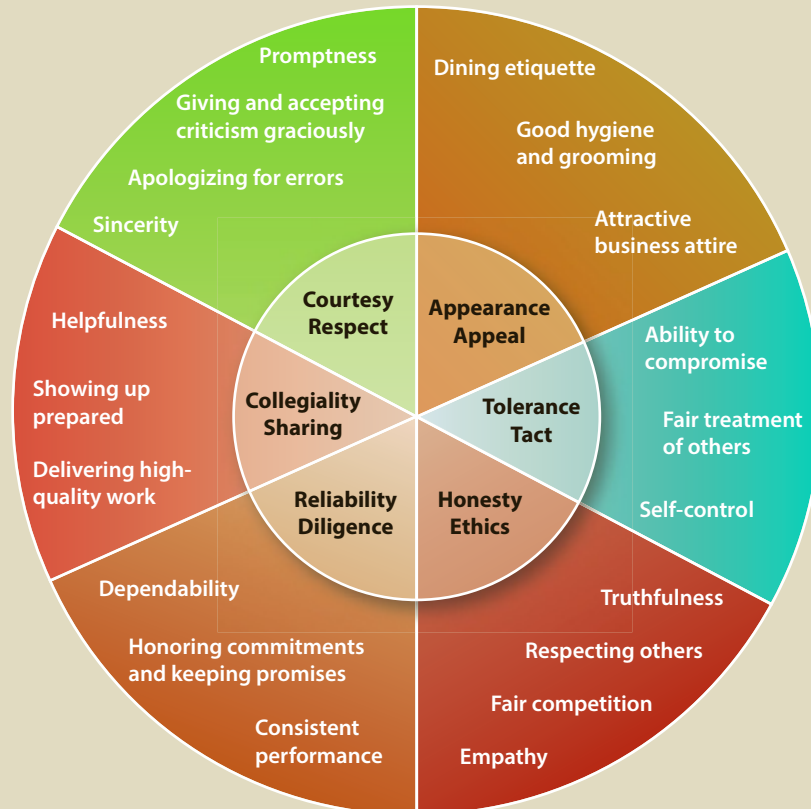 Promptness
Giving and accepting
criticism graciously
Apologizing for errors
Sincerity
Courtesy
Respect
Dining etiquette
Good hygiene
and grooming
Attractive
business attire
Appearance
Appeal
Ability to
compromise
Fair treatment
of others
Self-control
Tolerance
Tact
Truthfulness
Respecting others
Fair competition
Empathy
Honesty
Ethics
Dependability
Honoring commitments
and keeping promises
Consistent
performance
Reliability
Diligence
Helpfulness
Showing up
prepared
Delivering high-
quality work
Collegiality
Sharing